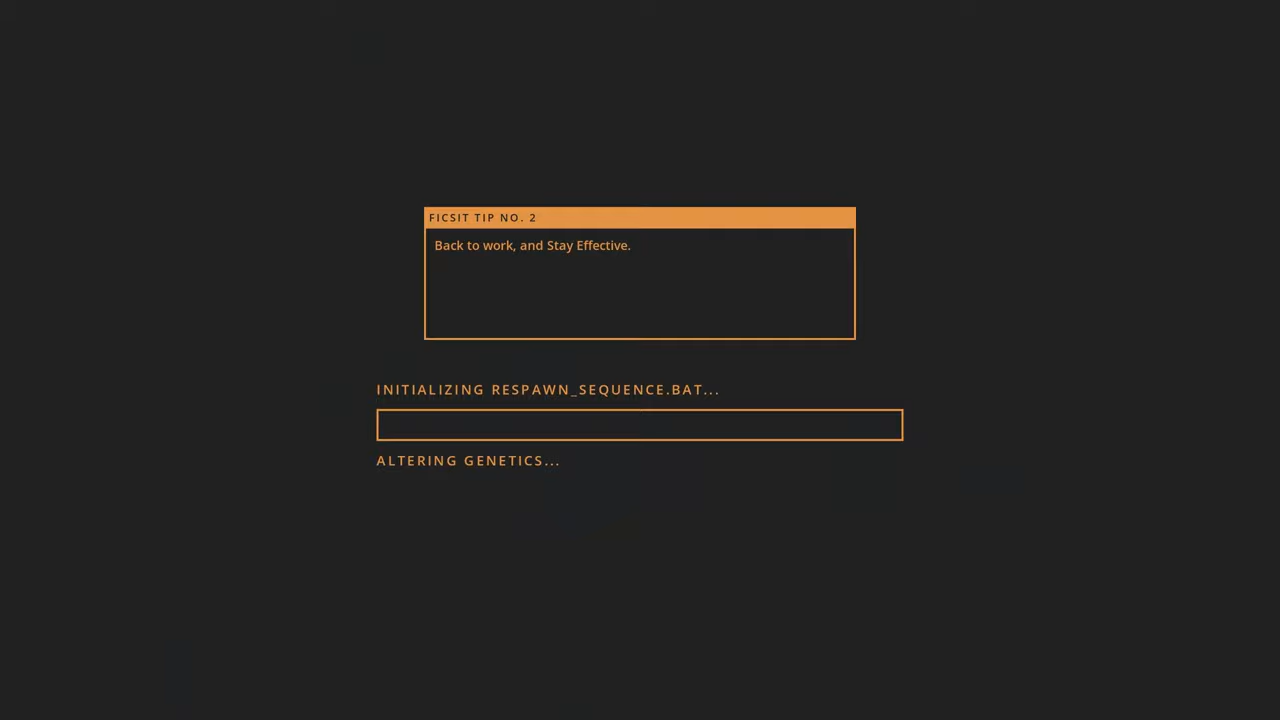 FICSIT TIP NO. 2
Back to work, and Stay Effective.
INITIALIZING RESPAWN_SEQUENCE.BAT...
ALTERING GENETICS...